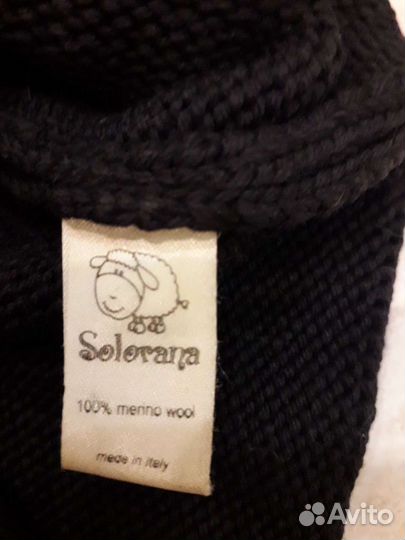 Solorana
100% merino wool
made in italy
Avito